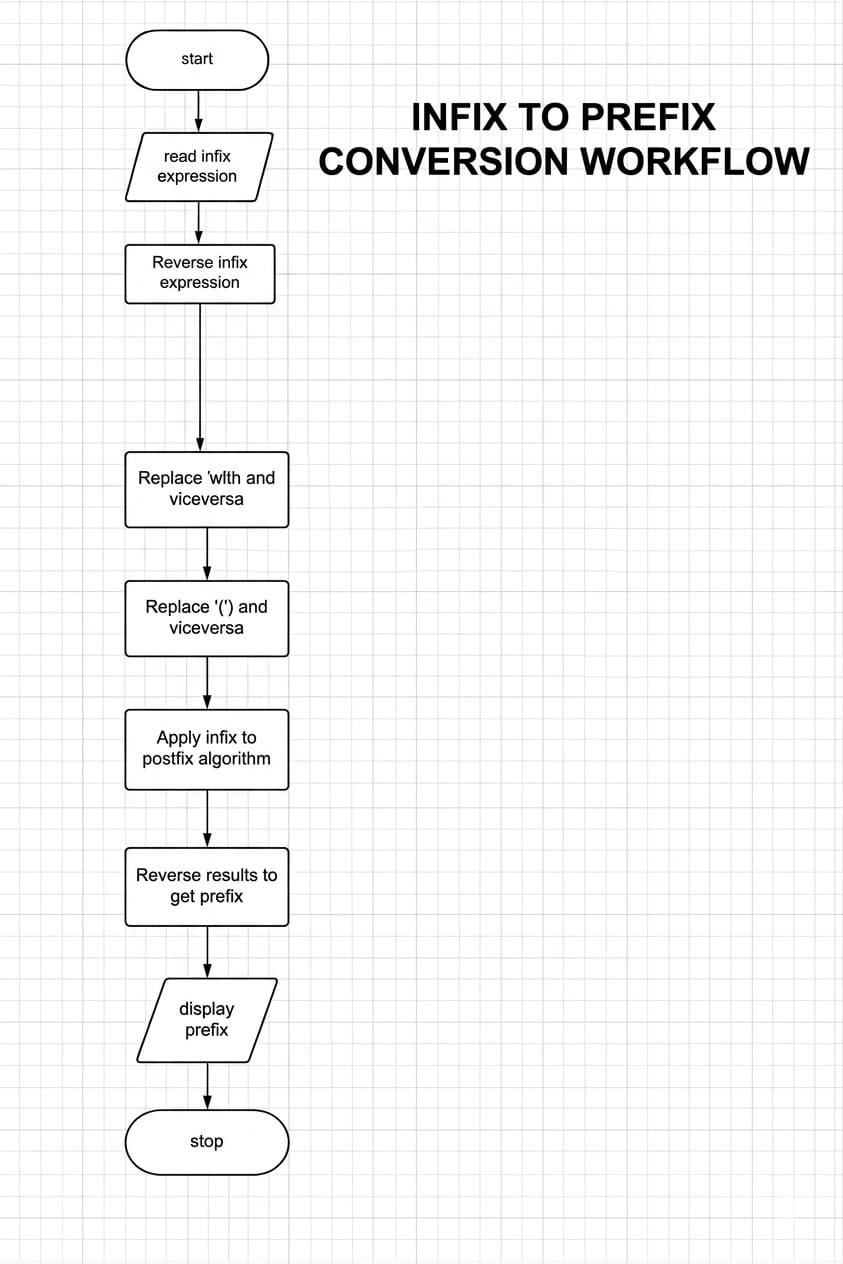 start
INFIX TO PREFIX
CONVERSION WORKFLOW
read infix
expression
Reverse infix
expression
Replace 'wIth and
viceversa
Replace '(') and
viceversa
Apply infix to
postfix algorithm
Reverse results to
get prefix
display
prefix
stop